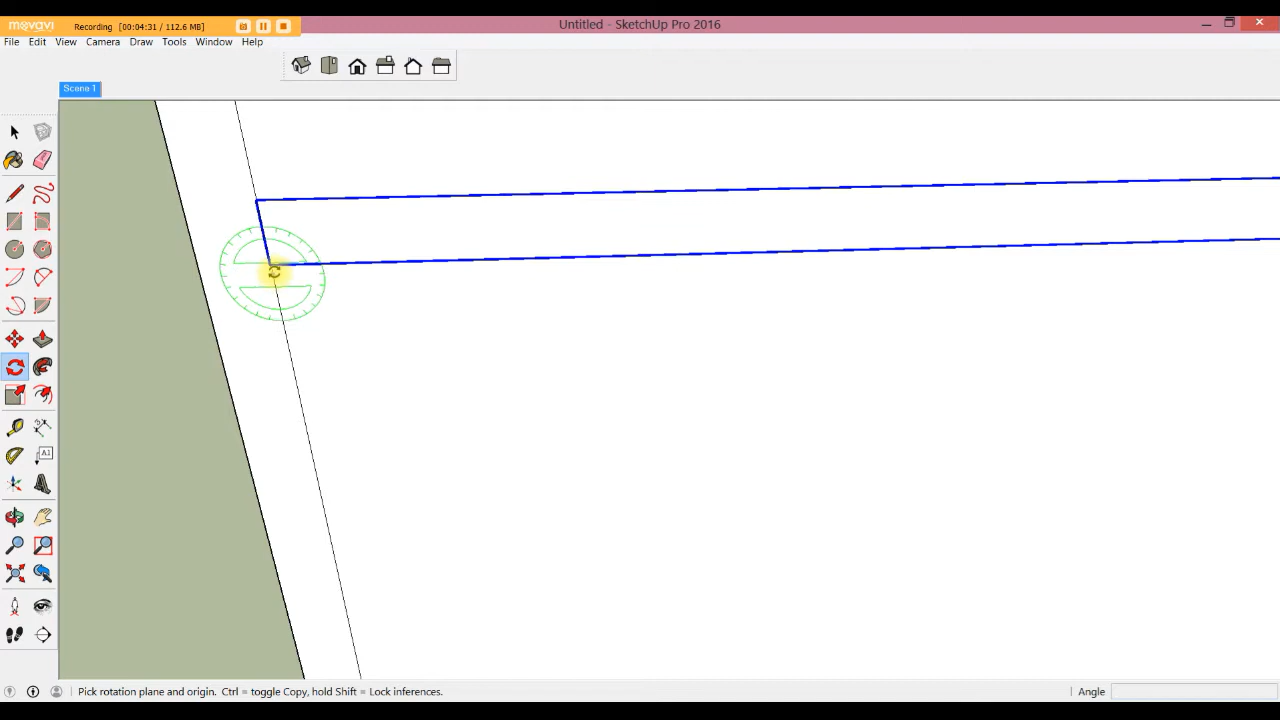 movavi
Recording [00:04:31 / 112.6 MB]
Untitled - SketchUp Pro 2016
File Edit View Camera Draw Tools Window Help
Scene 1
A1
Pick rotation plane and origin. Ctrl = toggle Copy, hold Shift = Lock inferences.
Angle